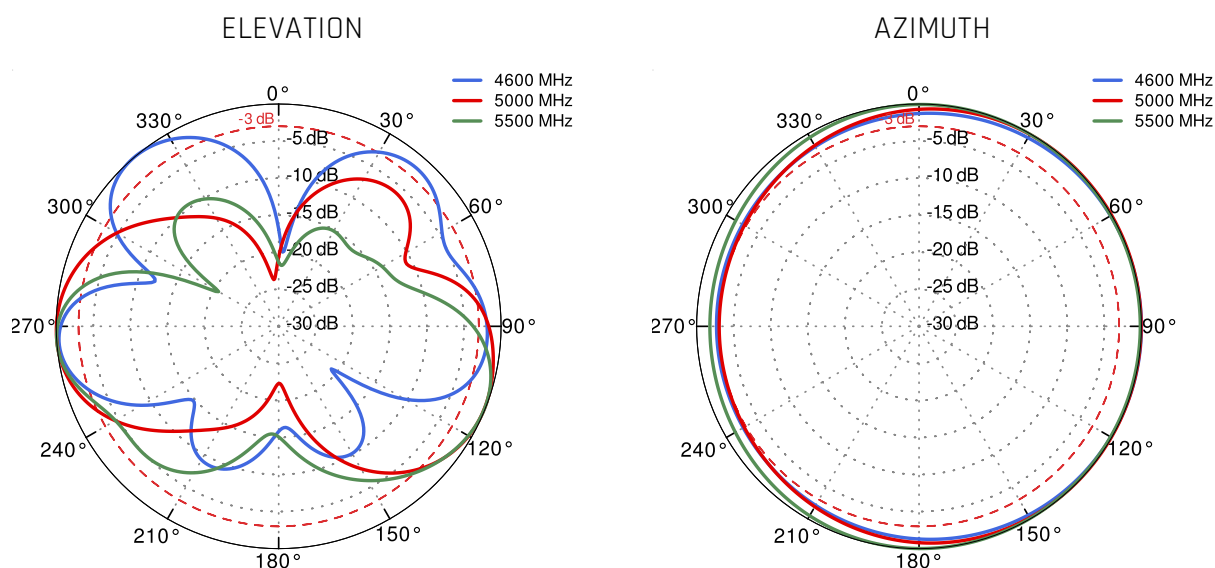 ELEVATION
4600 MHz
5000 MHz
5500 MHz
0°
30°
60°
90°
120°
150°
180°
210°
240°
270°
300°
330°
-3 dB
-5 dB
-10 dB
-15 dB
-20 dB
-25 dB
-30 dB
AZIMUTH
4600 MHz
5000 MHz
5500 MHz
0°
30°
60°
90°
120°
150°
180°
210°
240°
270°
300°
330°
-3 dB
-5 dB
-10 dB
-15 dB
-20 dB
-25 dB
-30 dB